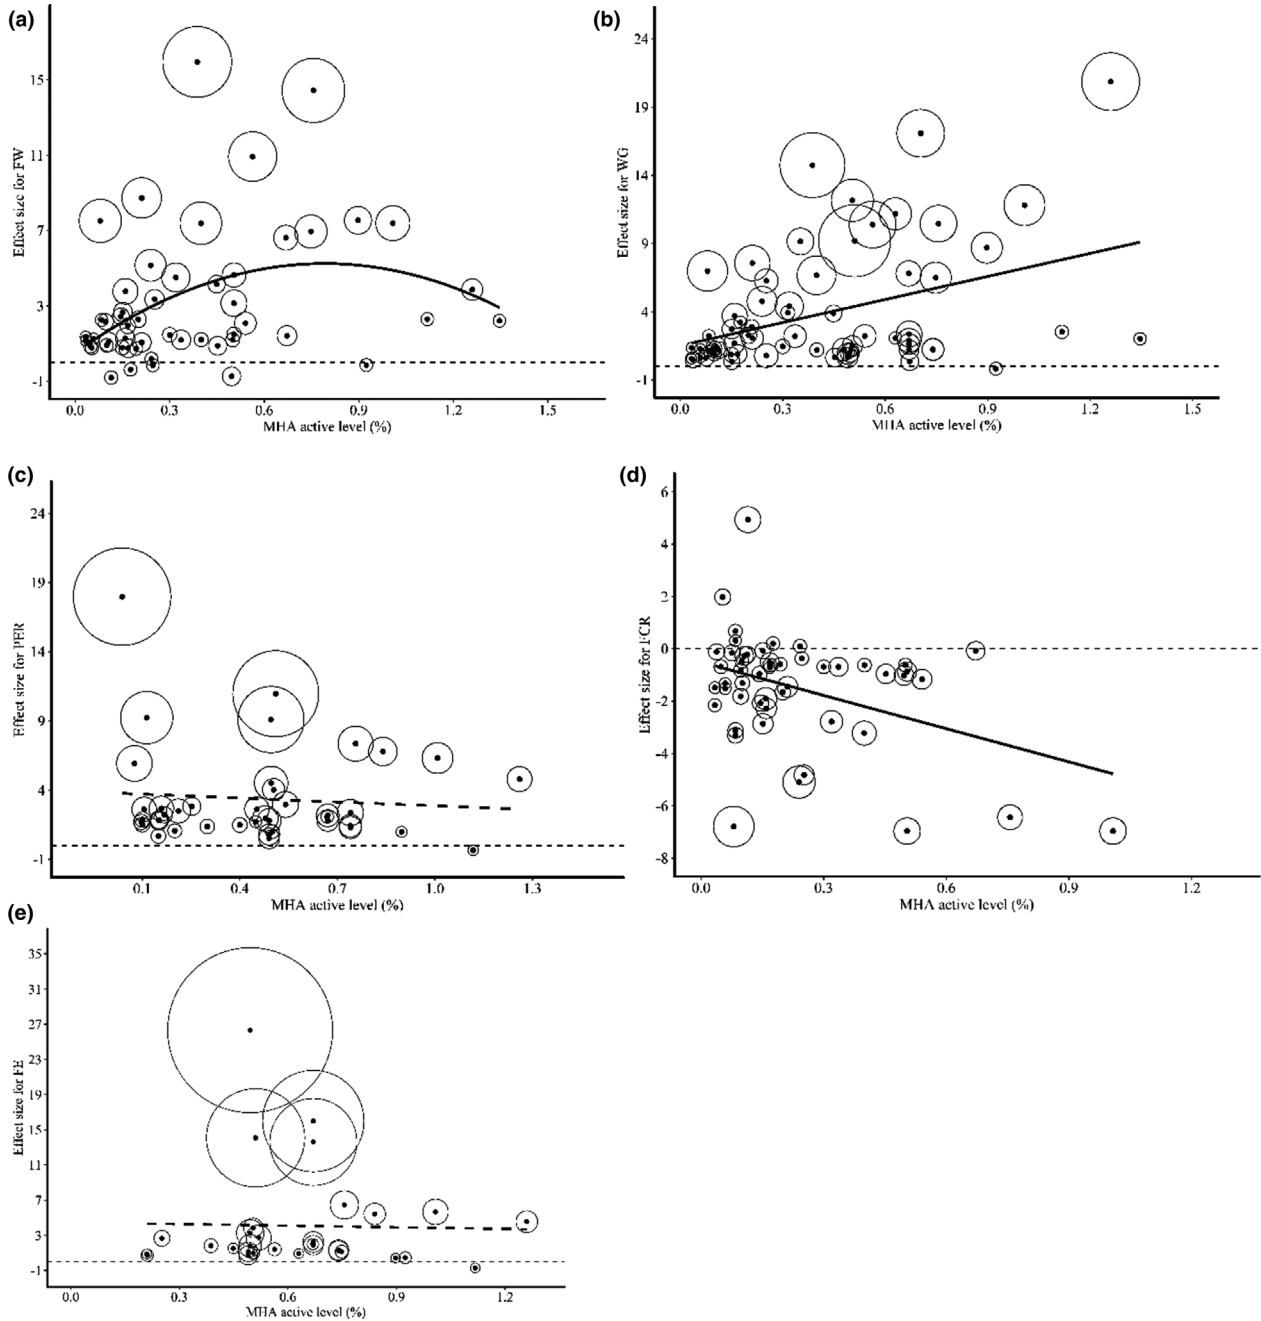 (a)
Effect size for FW
15
11
7
3
-1
0.0 0.3 0.6 0.9 1.2 1.5
MHA active level (%)
(b)
Effect size for WG
24
19
14
9
4
-1
0.0 0.3 0.6 0.9 1.2 1.5
MHA active level (%)
(c)
Effect size for PER
24
19
14
9
4
-1
0.1 0.4 0.7 1.0 1.3
MHA active level (%)
(d)
Effect size for FCR
6
4
2
0
-2
-4
-6
-8
0.0 0.3 0.6 0.9 1.2
MHA active level (%)
(e)
Effect size for FE
35
31
27
23
19
15
11
7
3
-1
0.0 0.3 0.6 0.9 1.2
MHA active level (%)